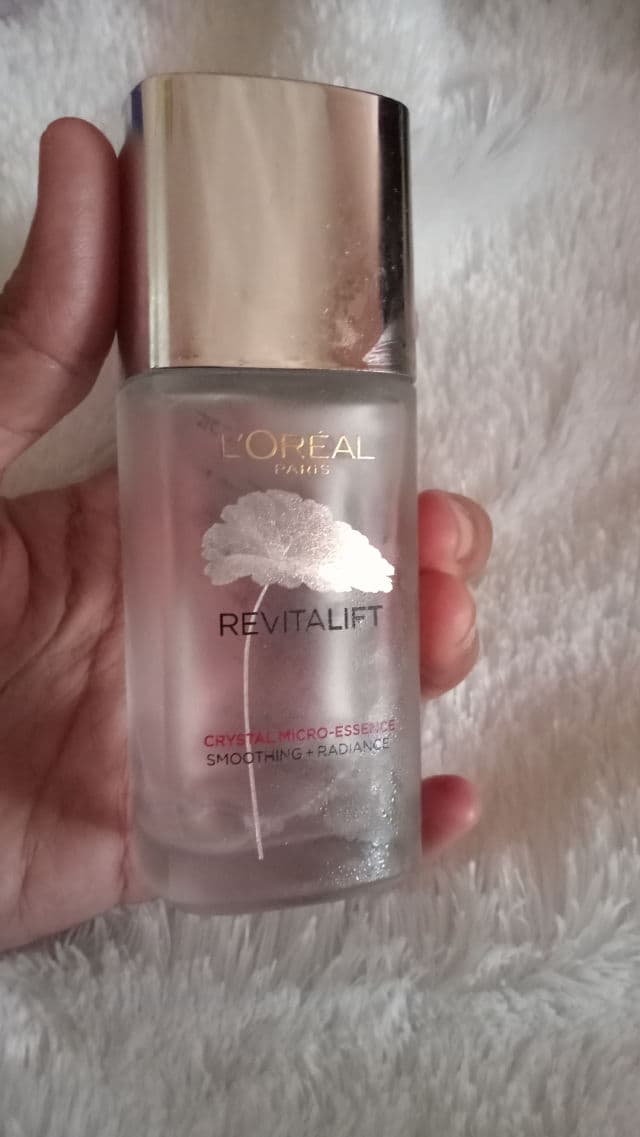 L'ORÉAL
PARIS
REVITALIFT
CRYSTAL MICRO-ESSENCE
SMOOTHING + RADIANCE